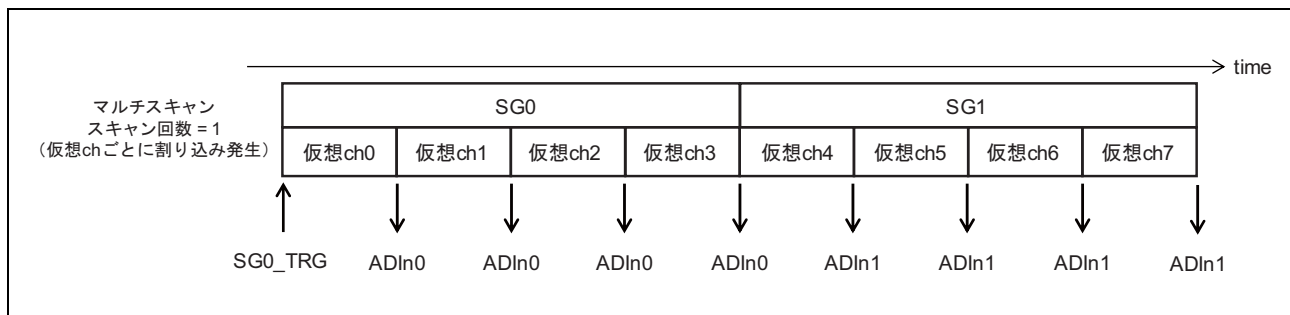 time
マルチスキャン
スキャン回数 = 1
（仮想chごとに割り込み発生）
SG0 SG1
仮想ch0 仮想ch1 仮想ch2 仮想ch3 仮想ch4 仮想ch5 仮想ch6 仮想ch7
SG0_TRG ADIn0 ADIn0 ADIn0 ADIn0 ADIn1 ADIn1 ADIn1 ADIn1